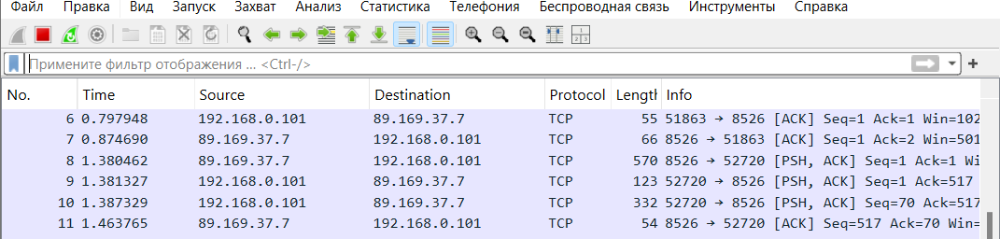 Файл Правка Вид Запуск Захват Анализ Статистика Телефония Беспроводная связь Инструменты Справка
Примените фильтр отображения ... <Ctrl-/>
No. Time Source Destination Protocol Length Info
6 0.797948 192.168.0.101 89.169.37.7 TCP 55 51863 → 8526 [ACK] Seq=1 Ack=1 Win=102
7 0.874690 89.169.37.7 192.168.0.101 TCP 66 8526 → 51863 [ACK] Seq=1 Ack=2 Win=501
8 1.380462 89.169.37.7 192.168.0.101 TCP 570 8526 → 52720 [PSH, ACK] Seq=1 Ack=1 Wi
9 1.381327 192.168.0.101 89.169.37.7 TCP 123 52720 → 8526 [PSH, ACK] Seq=1 Ack=517
10 1.387329 192.168.0.101 89.169.37.7 TCP 332 52720 → 8526 [PSH, ACK] Seq=70 Ack=517
11 1.463765 89.169.37.7 192.168.0.101 TCP 54 8526 → 52720 [ACK] Seq=517 Ack=70 Win=